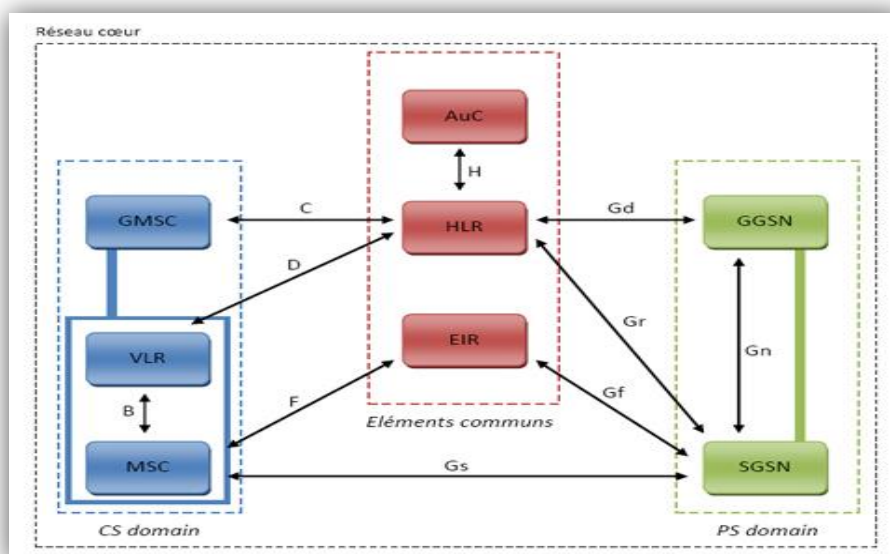 Réseau cœur
AuC
H
GMSC
C
HLR
Gd
GGSN
D
Gr
VLR
EIR
Gn
B
F
Gf
Eléments communs
MSC
Gs
SGSN
CS domain
PS domain